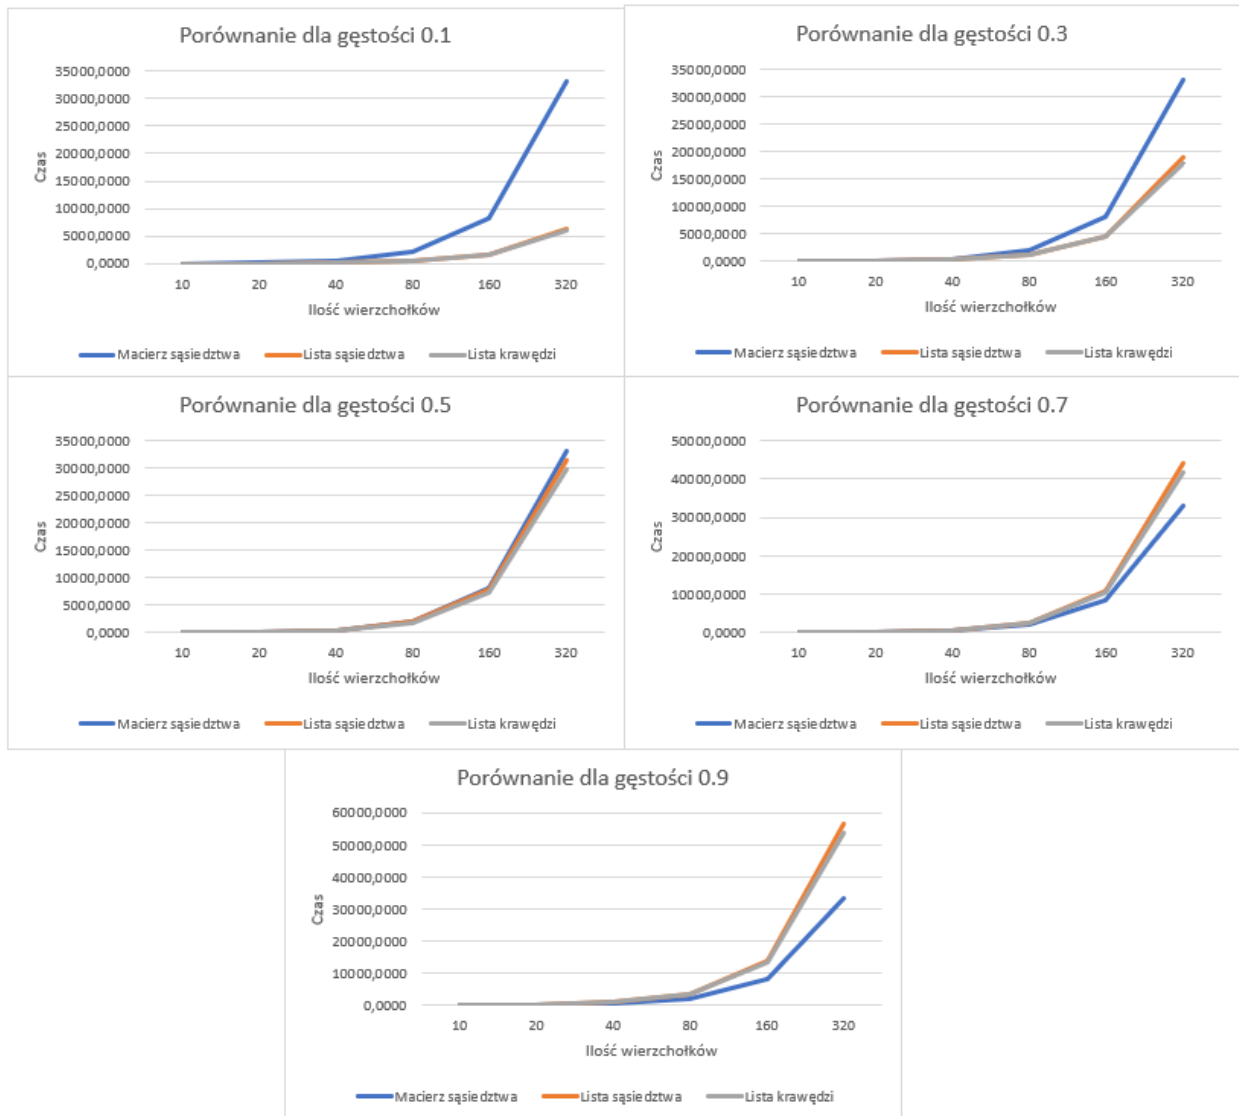 Porównanie dla gęstości 0.1
35000,0000
30000,0000
25000,0000
20000,0000
15000,0000
10000,0000
5000,0000
0,0000
Czas
10 20 40 80 160 320
Ilość wierzchołków
Macierz sąsiedztwa Lista sąsiedztwa Lista krawędzi
Porównanie dla gęstości 0.3
35000,0000
30000,0000
25000,0000
20000,0000
15000,0000
10000,0000
5000,0000
0,0000
Czas
10 20 40 80 160 320
Ilość wierzchołków
Macierz sąsiedztwa Lista sąsiedztwa Lista krawędzi
Porównanie dla gęstości 0.5
35000,0000
30000,0000
25000,0000
20000,0000
15000,0000
10000,0000
5000,0000
0,0000
Czas
10 20 40 80 160 320
Ilość wierzchołków
Macierz sąsiedztwa Lista sąsiedztwa Lista krawędzi
Porównanie dla gęstości 0.7
50000,0000
40000,0000
30000,0000
20000,0000
10000,0000
0,0000
Czas
10 20 40 80 160 320
Ilość wierzchołków
Macierz sąsiedztwa Lista sąsiedztwa Lista krawędzi
Porównanie dla gęstości 0.9
60000,0000
50000,0000
40000,0000
30000,0000
20000,0000
10000,0000
0,0000
Czas
10 20 40 80 160 320
Ilość wierzchołków
Macierz sąsiedztwa Lista sąsiedztwa Lista krawędzi